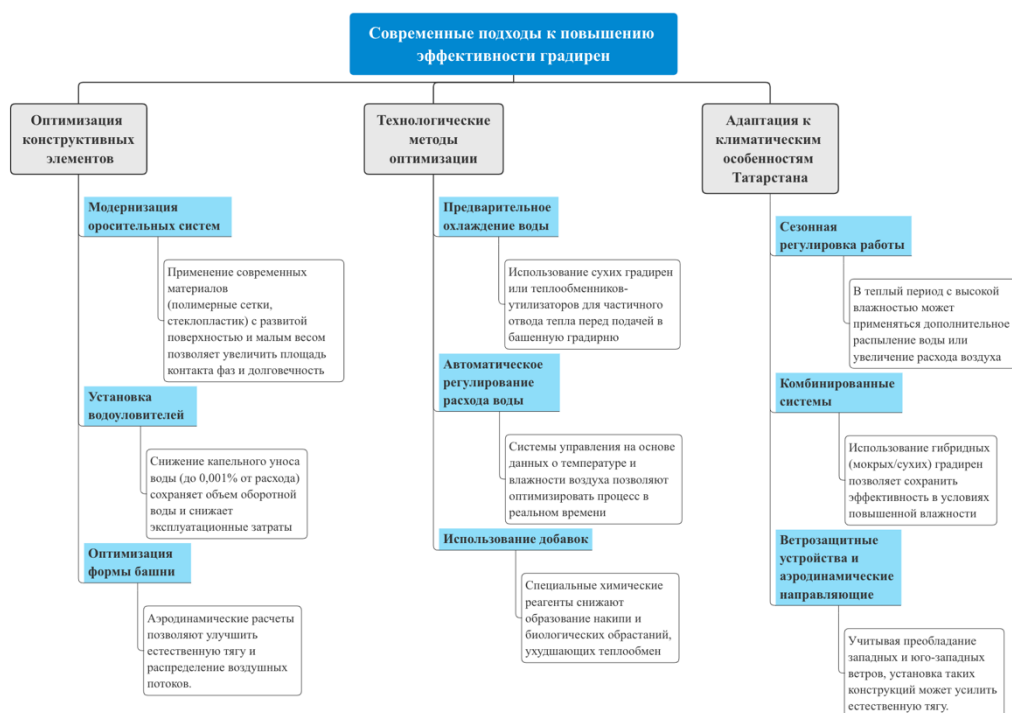 Современные подходы к повышению
эффективности градирен
Оптимизация
конструктивных
элементов
Модернизация
оросительных систем
Применение современных
материалов
(полимерные сетки,
стеклопластик) с развитой
поверхностью и малым весом
позволяет увеличить площадь
контакта фаз и долговечность
Установка
водоуловителей
Снижение капельного уноса
воды (до 0,001% от расхода)
сохраняет объем оборотной
воды и снижает
эксплуатационные затраты
Оптимизация
формы башни
Аэродинамические расчеты
позволяют улучшить
естественную тягу и
распределение воздушных
потоков.
Технологические
методы
оптимизации
Предварительное
охлаждение воды
Использование сухих градирен
или теплообменников-
утилизаторов для частичного
отвода тепла перед подачей в
башенную градирню
Автоматическое
регулирование
расхода воды
Системы управления на основе
данных о температуре и
влажности воздуха позволяют
оптимизировать процесс в
реальном времени
Использование добавок
Специальные химические
реагенты снижают
образование накипи и
биологических обрастаний,
ухудшающих теплообмен
Адаптация к
климатическим
особенностям
Татарстана
Сезонная
регулировка работы
В теплый период с высокой
влажностью может
применяться дополнительное
распыление воды или
увеличение расхода воздуха
Комбинированные
системы
Использование гибридных
(мокрых/сухих) градирен
позволяет сохранить
эффективность в условиях
повышенной влажности
Ветрозащитные
устройства и
аэродинамические
направляющие
Учитывая преобладание
западных и юго-западных
ветров, установка таких
конструкций может усилить
естественную тягу.